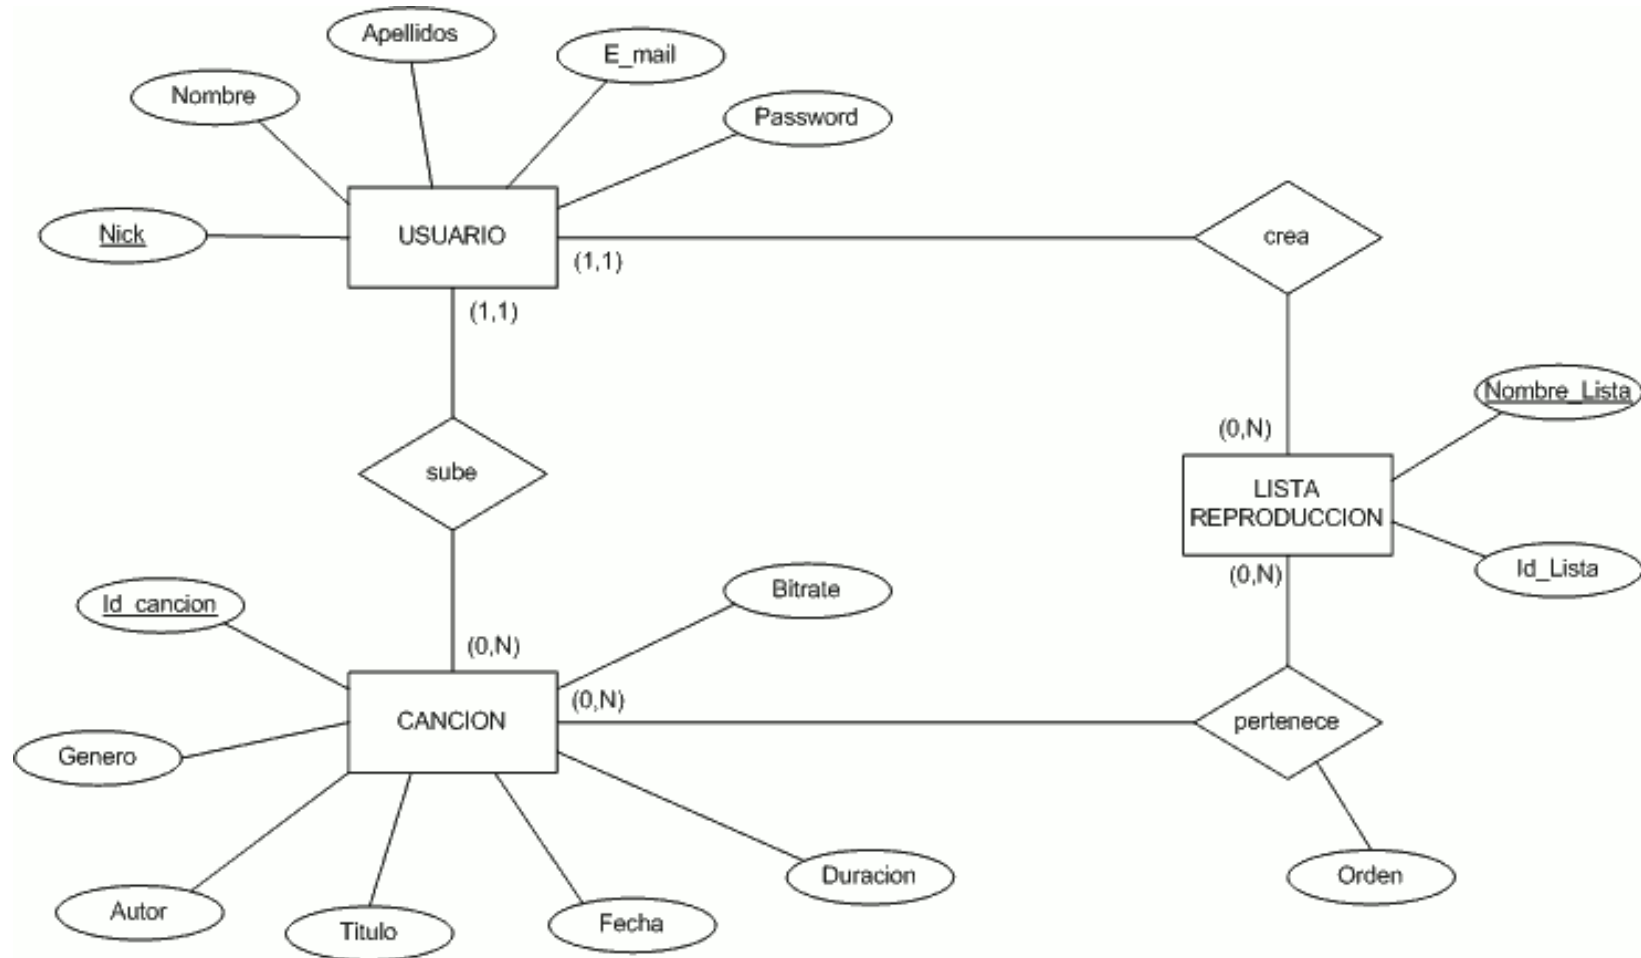 Apellidos
E_mail
Nombre
Password
Nick
USUARIO
crea
(1,1)
(1,1)
Nombre_Lista
(0,N)
sube
LISTA
REPRODUCCION
Id_Lista
(0,N)
Bitrate
Id_cancion
(0,N)
(0,N)
CANCION
pertenece
Genero
Duracion
Orden
Autor
Titulo
Fecha